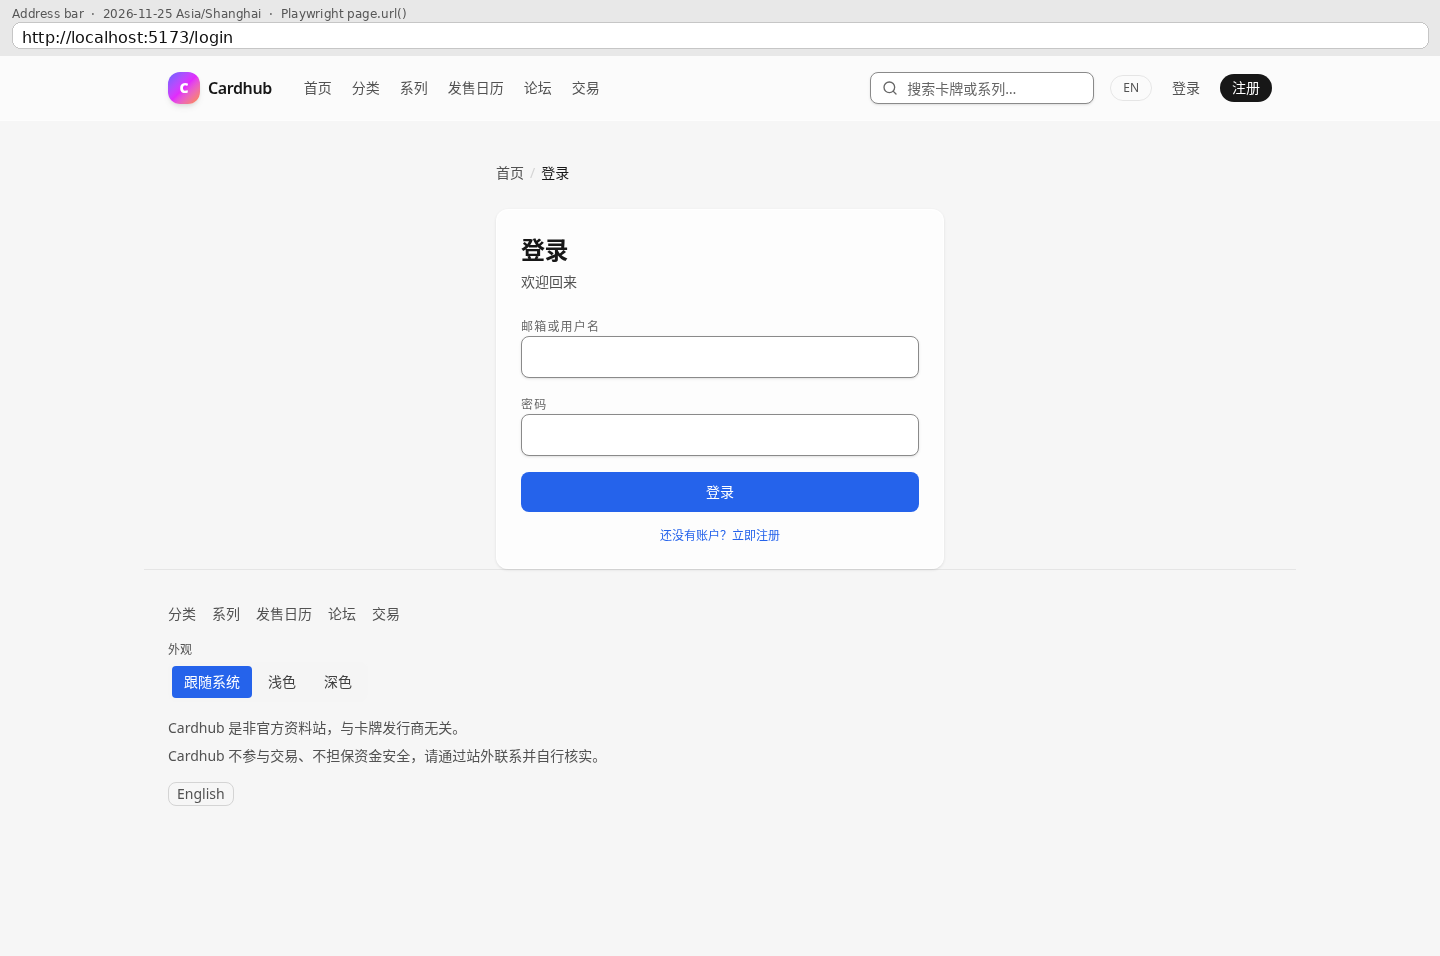 Address bar · 2026-11-25 Asia/Shanghai · Playwright page.url()
http://localhost:5173/login
C Cardhub 首页 分类 系列 发售日历 论坛 交易 搜索卡牌或系列... EN 登录 注册
首页 / 登录
登录
欢迎回来
邮箱或用户名
密码
登录
还没有账户？立即注册
分类 系列 发售日历 论坛 交易
外观
跟随系统 浅色 深色
Cardhub 是非官方资料站，与卡牌发行商无关。
Cardhub 不参与交易、不担保资金安全，请通过站外联系并自行核实。
English